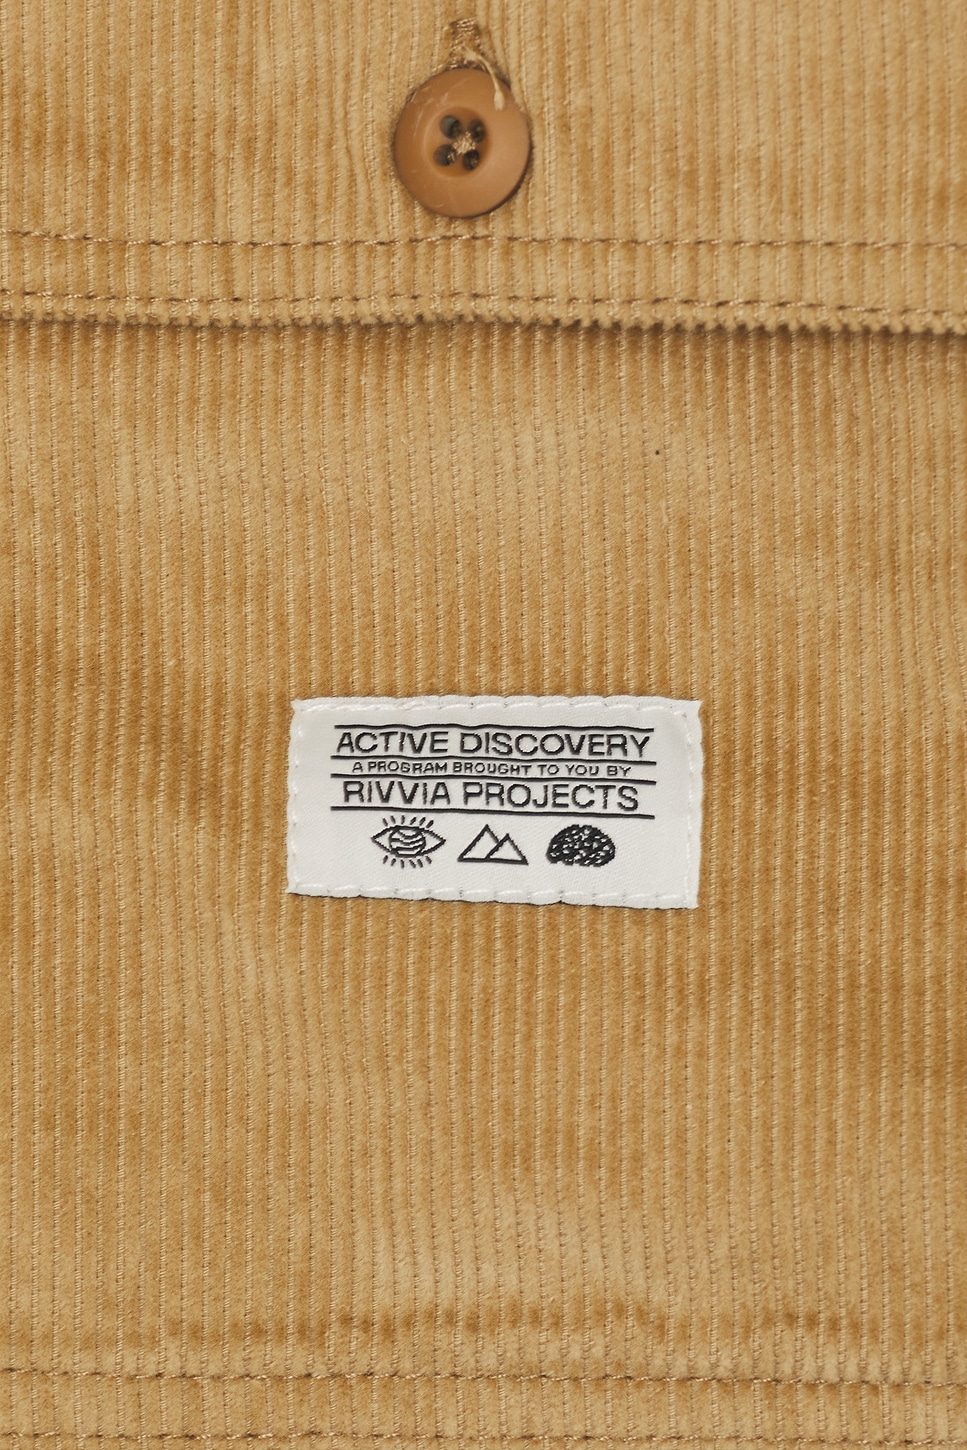 ACTIVE DISCOVERY
A PROGRAM BROUGHT TO YOU BY
RIVVIA PROJECTS